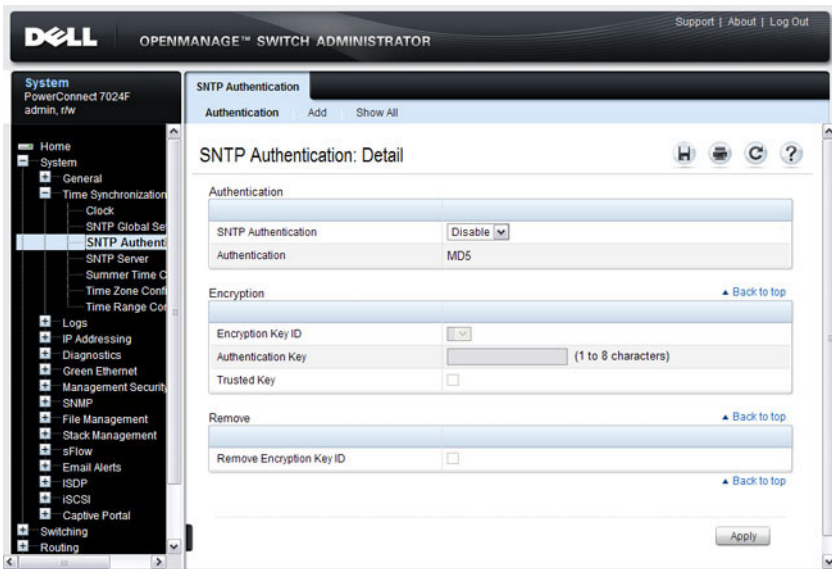 Support | About | Log Out
DELL OPENMANAGE™ SWITCH ADMINISTRATOR
System
PowerConnect 7024F
admin, r/w
Home
System
General
Time Synchronization
Clock
SNTP Global Se
SNTP Authenti
SNTP Server
Summer Time C
Time Zone Confi
Time Range Cor
Logs
IP Addressing
Diagnostics
Green Ethernet
Management Security
SNMP
File Management
Stack Management
sFlow
Email Alerts
ISDP
iSCSI
Captive Portal
Switching
Routing
SNTP Authentication
Authentication Add Show All
SNTP Authentication: Detail
Authentication
SNTP Authentication Disable
Authentication MD5
Encryption Back to top
Encryption Key ID
Authentication Key (1 to 8 characters)
Trusted Key
Remove Back to top
Remove Encryption Key ID
Back to top
Apply